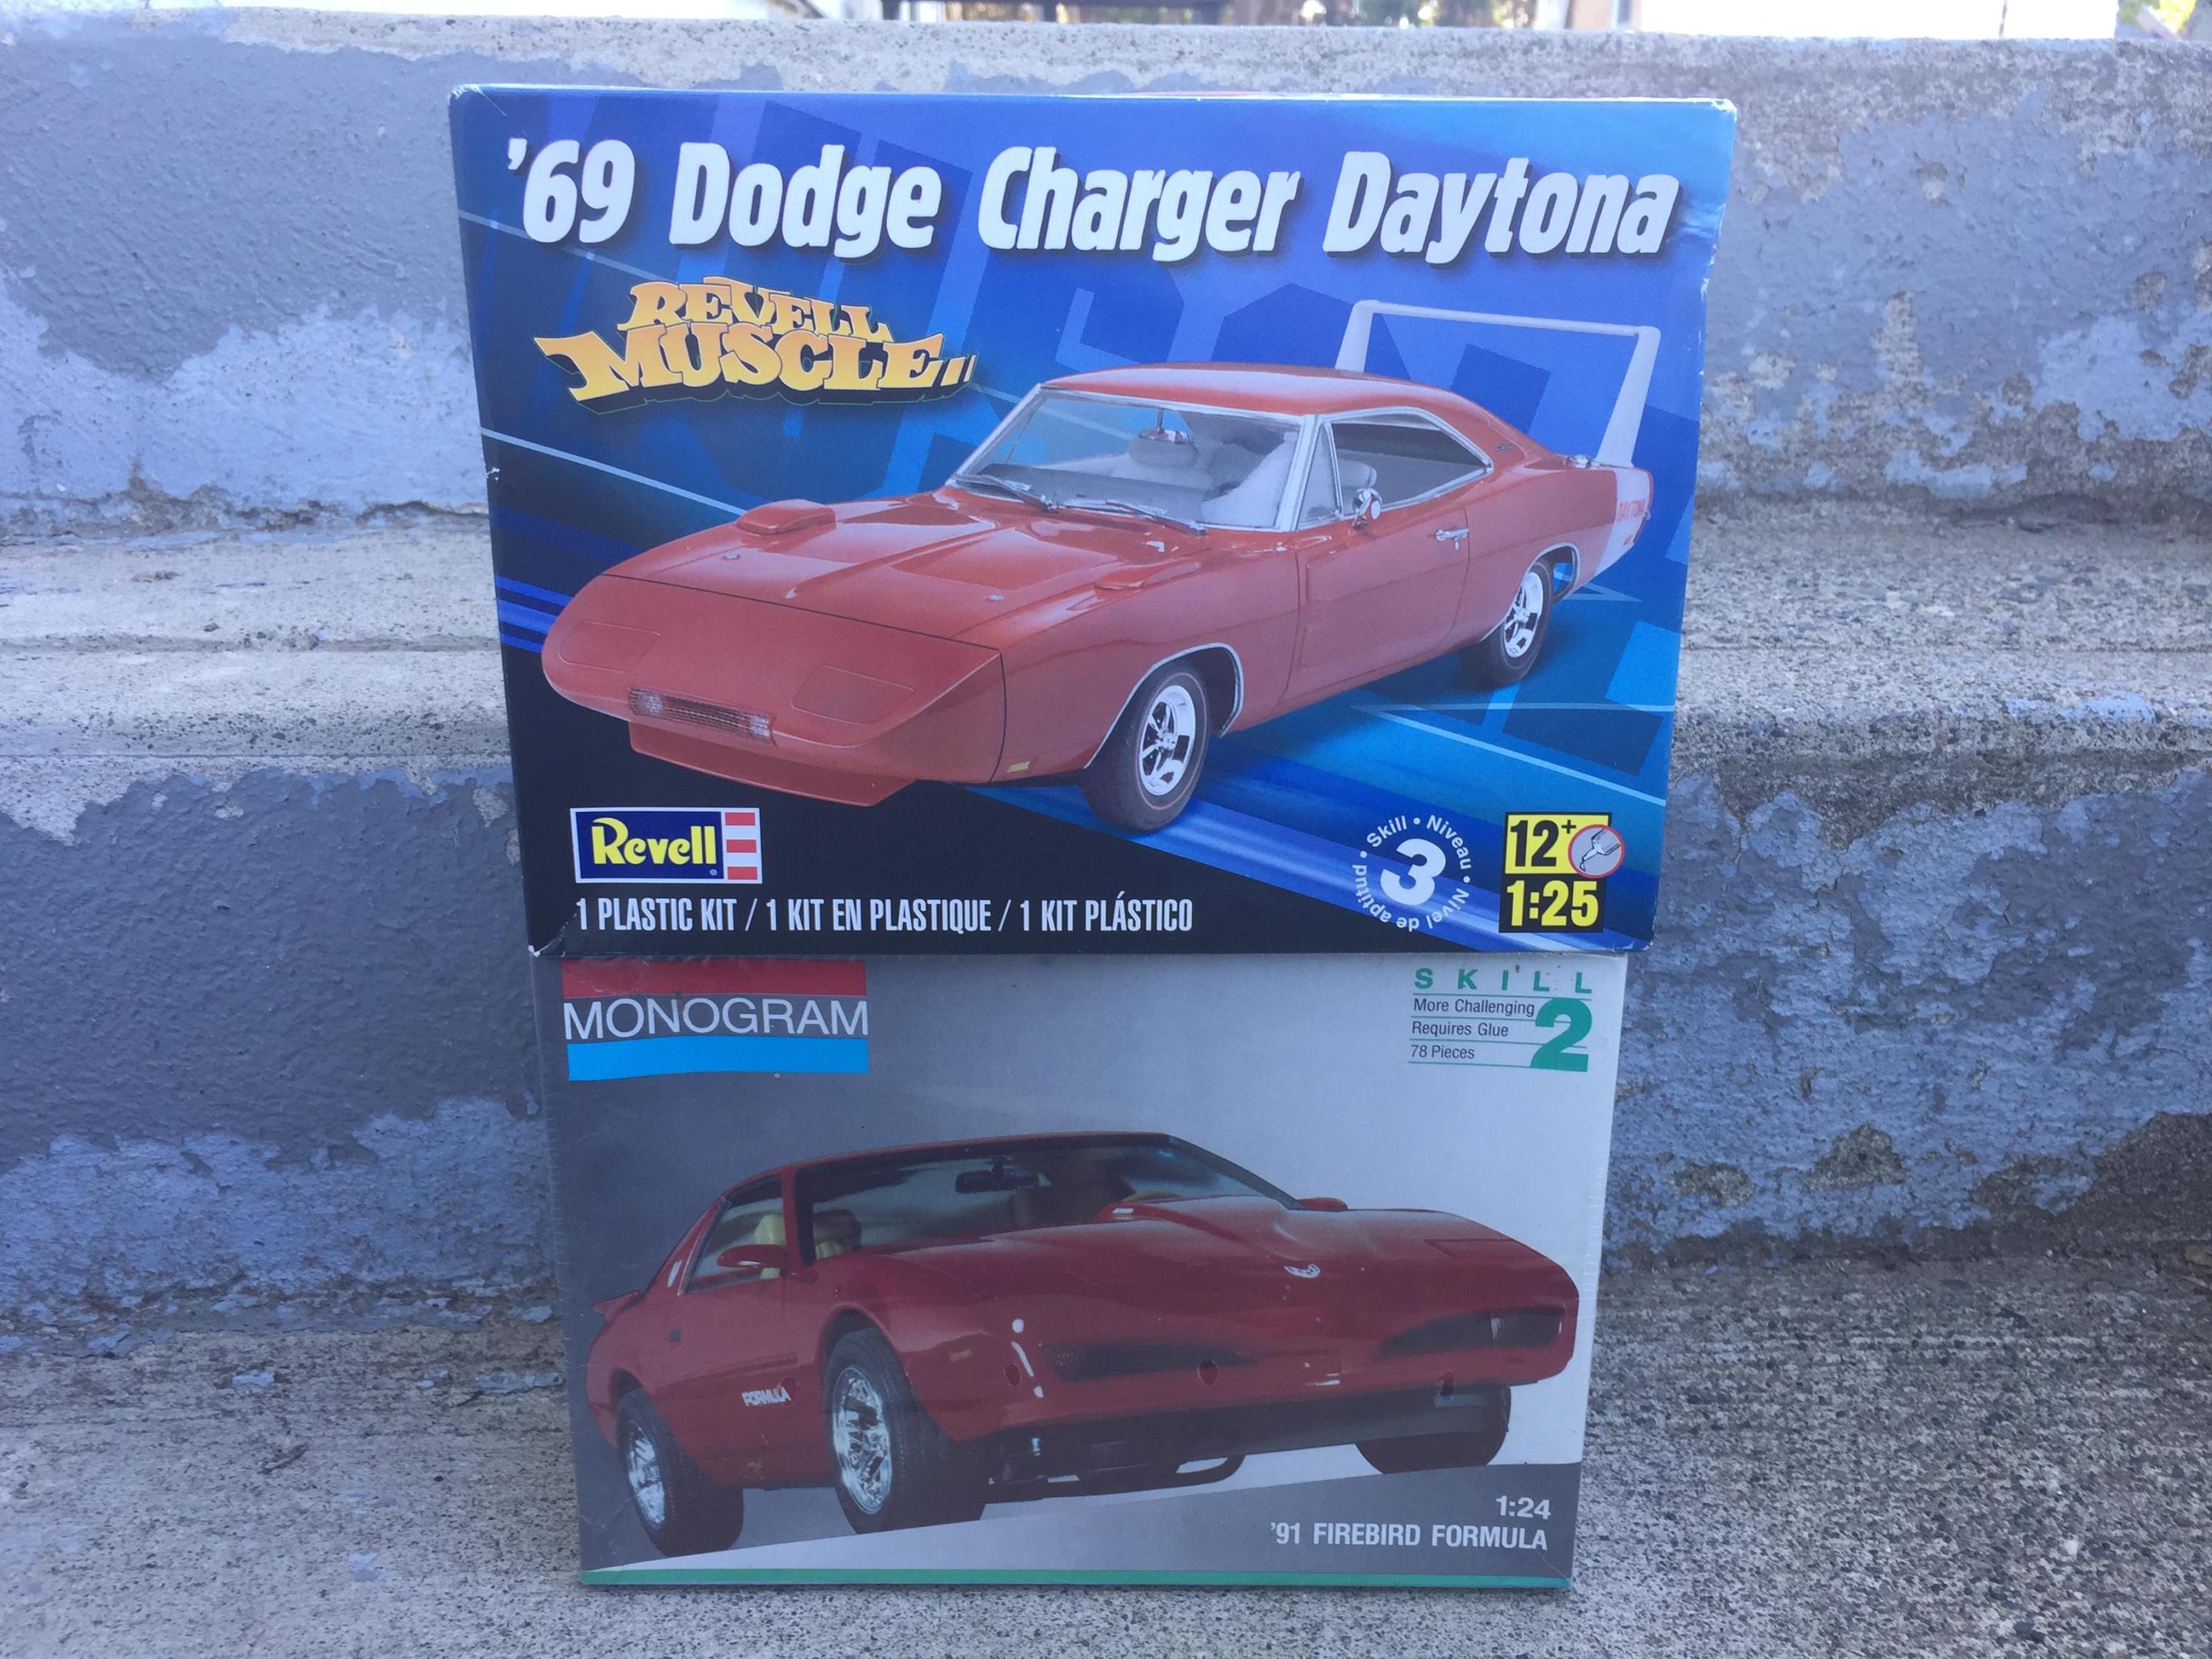 '69 Dodge Charger Daytona
REVELL
MUSCLE
DAYTONA
Revell
1 PLASTIC KIT / 1 KIT EN PLASTIQUE / 1 KIT PLÁSTICO
Skill • Niveau • Nivel de aptitud •
3
12+
1:25
MONOGRAM
SKILL
More Challenging
Requires Glue
78 Pieces
2
FORMULA
1:24
'91 FIREBIRD FORMULA